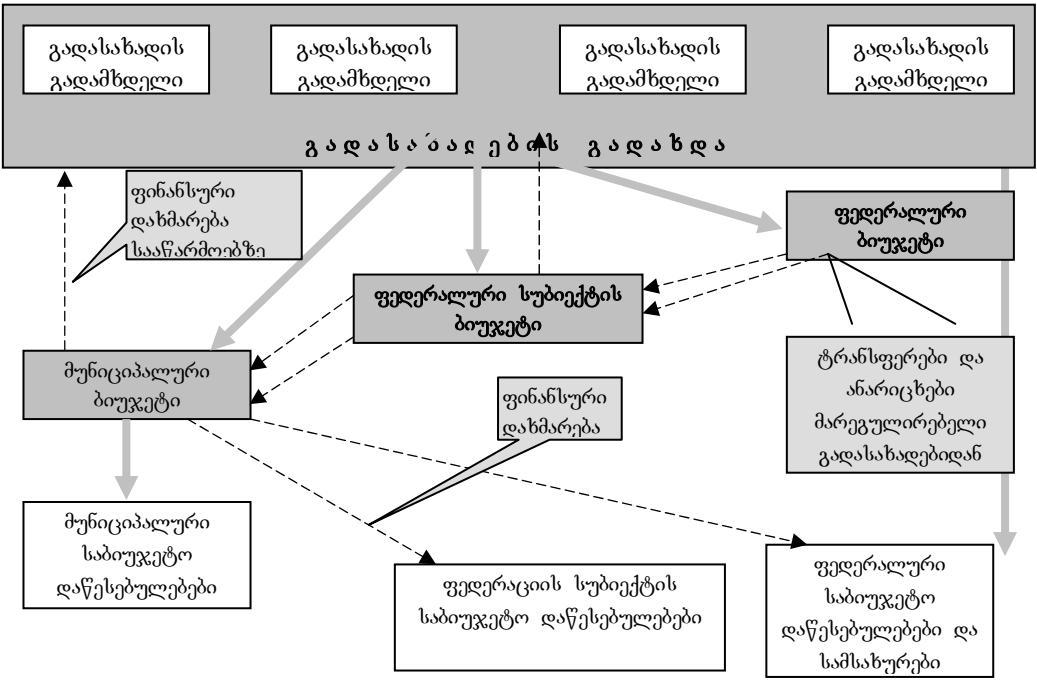 გადასახადის
გადამხდელი
გადასახადის
გადამხდელი
გადასახადის
გადამხდელი
გადასახადის
გადამხდელი
გ ა დ ა ს ა ხ ა დ ე ბ ი ს გ ა დ ა ხ დ ა
ფინანსური
დახმარება
სააწარმოებზე
ფედერალური
ბიუჯეტი
ფედერალური სუბიექტის
ბიუჯეტი
მუნიციპალური
ბიუჯეტი
ტრანსფერები და
ანარიცხები
მარეგულირებელი
გადასახადებიდან
ფინანსური
დახმარება
მუნიციპალური
საბიუჯეტო
დაწესებულებები
ფედერაციის სუბიექტის
საბიუჯეტო დაწესებულებები
ფედერალური
საბიუჯეტო
დაწესებულებები და
სამსახურები